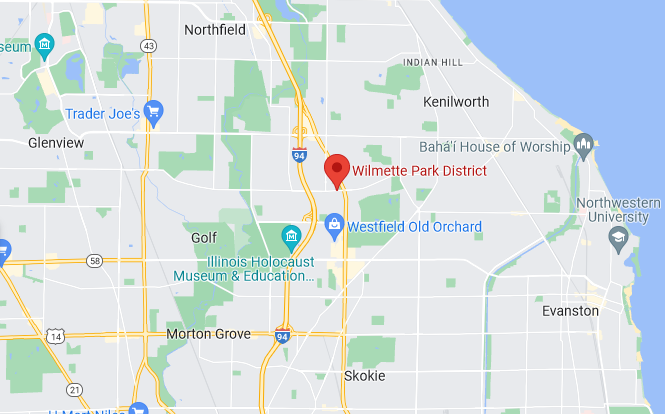 Northfield
useum
43
INDIAN HILL
Kenilworth
Trader Joe's
Glenview
Bahá'í House of Worship
94
Wilmette Park District
Northwestern
University
Westfield Old Orchard
Golf
Illinois Holocaust
Museum & Education...
58
Evanston
14
Morton Grove
94
Skokie
21
H Mart Niles